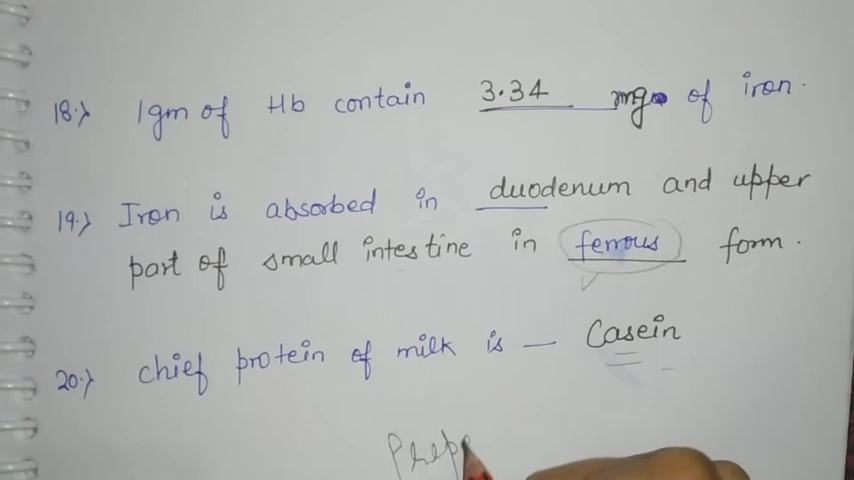 18.) 1gm of Hb contain 3.34 mg of iron.
19.) Iron is absorbed in duodenum and upper
part of small intestine in ferrous form.
20.) chief protein of milk is — Casein
Prep